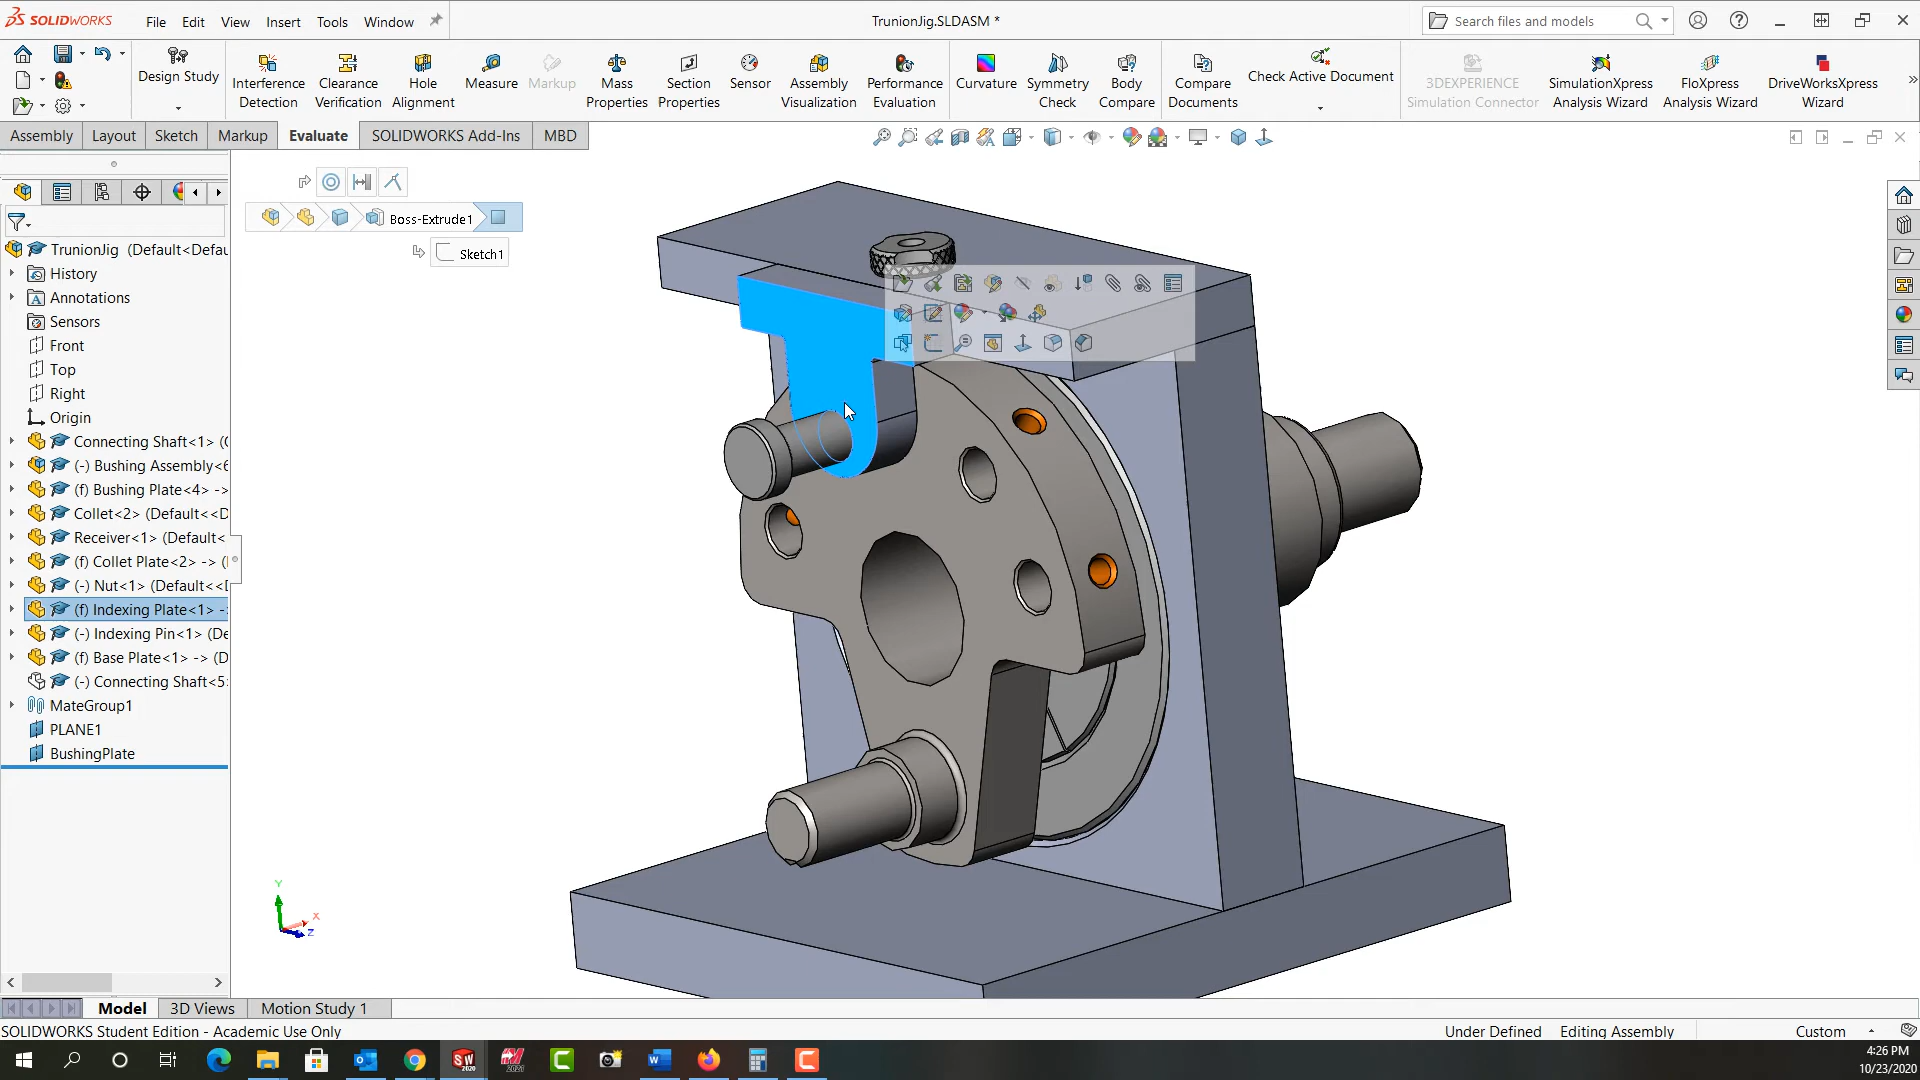 SOLIDWORKS File Edit View Insert Tools Window TrunionJig.SLDASM * Search files and models
Design Study
Interference Detection
Clearance Verification
Hole Alignment
Measure
Markup
Mass Properties
Section Properties
Sensor
Assembly Visualization
Performance Evaluation
Curvature
Symmetry Check
Body Compare
Compare Documents
Check Active Document
3DEXPERIENCE Simulation Connector
SimulationXpress Analysis Wizard
FloXpress Analysis Wizard
DriveWorksXpress Wizard
Assembly Layout Sketch Markup Evaluate SOLIDWORKS Add-Ins MBD
Boss-Extrude1
Sketch1
TrunionJig (Default<Defau
History
Annotations
Sensors
Front
Top
Right
Origin
Connecting Shaft<1> (
(-) Bushing Assembly<6
(f) Bushing Plate<4> ->
Collet<2> (Default<<D
Receiver<1> (Default<
(f) Collet Plate<2> -> (
(-) Nut<1> (Default<<D
(f) Indexing Plate<1> -
(-) Indexing Pin<1> (De
(f) Base Plate<1> -> (D
(-) Connecting Shaft<5
MateGroup1
PLANE1
BushingPlate
Y
X
Z
Model 3D Views Motion Study 1
SOLIDWORKS Student Edition - Academic Use Only Under Defined Editing Assembly Custom
4:26 PM
10/23/2020